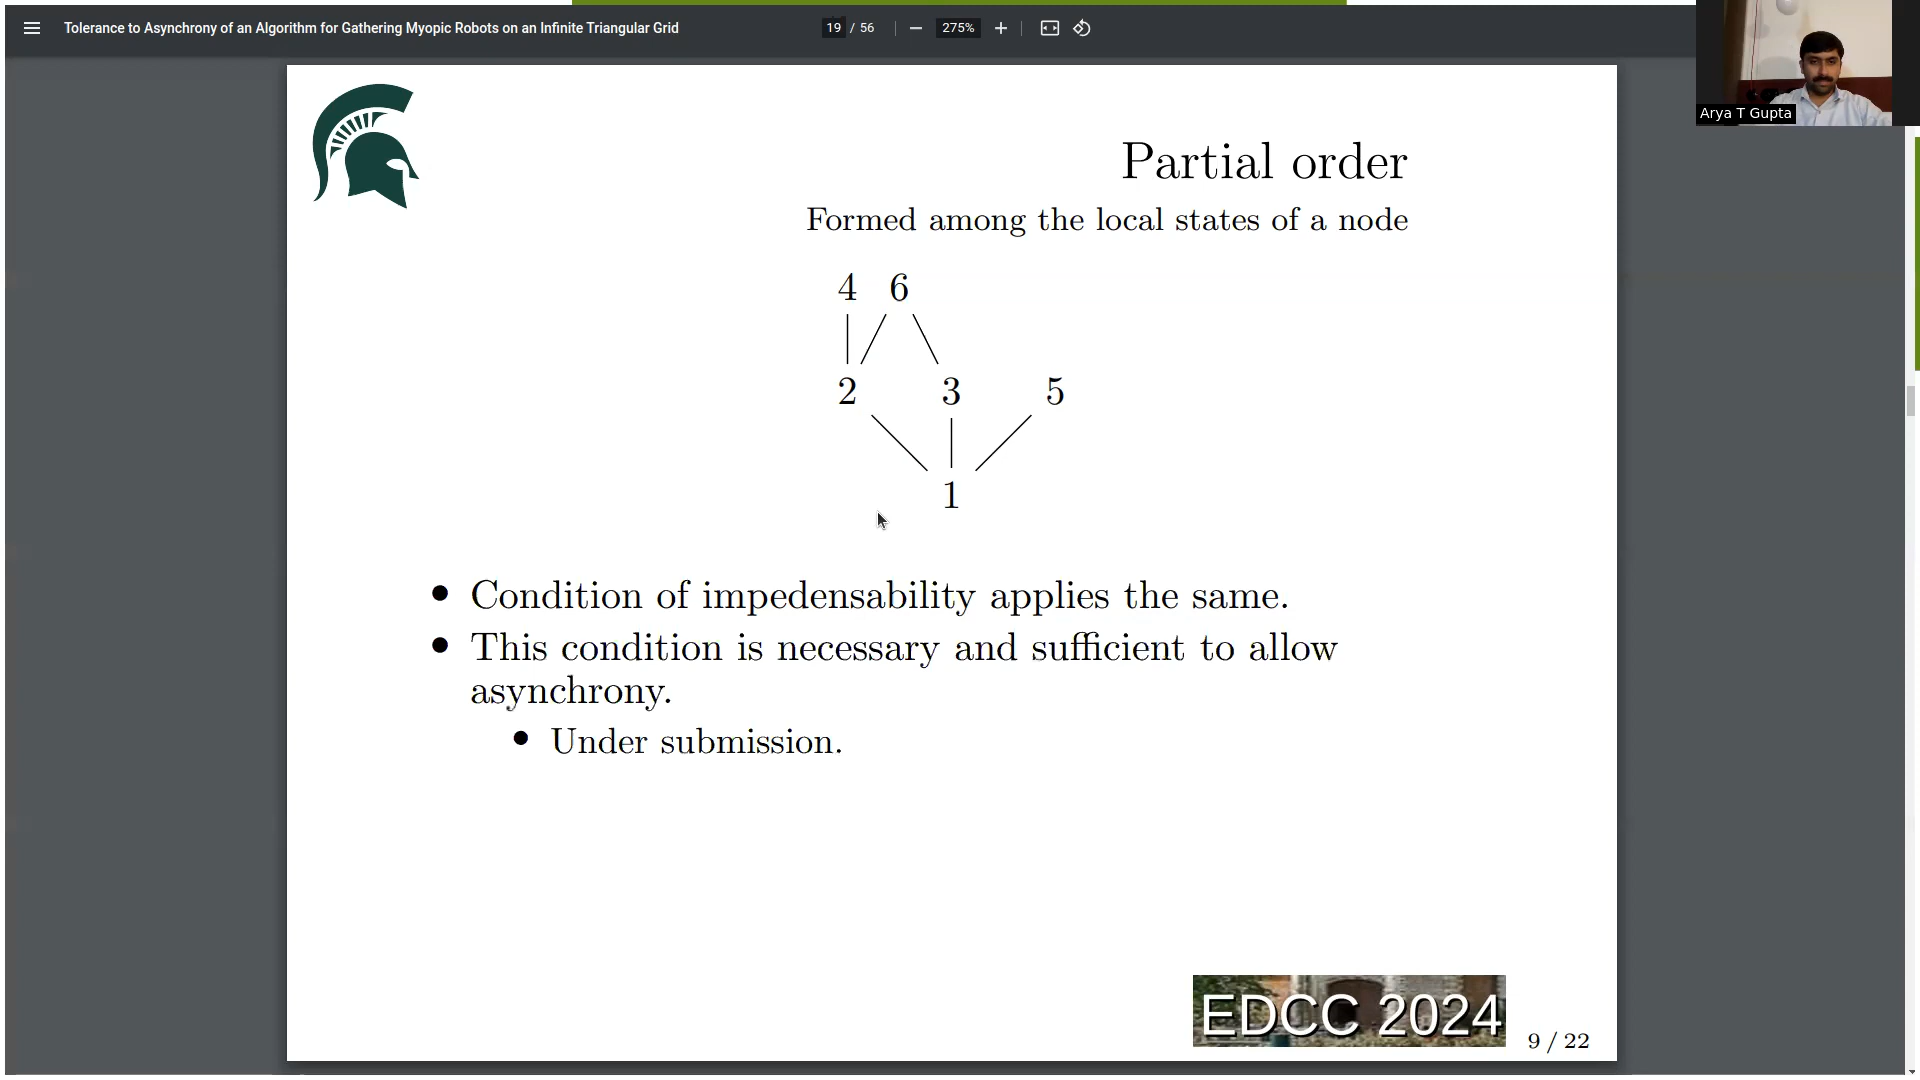 Tolerance to Asynchrony of an Algorithm for Gathering Myopic Robots on an Infinite Triangular Grid
19 / 56
275%
Arya T Gupta
Partial order
Formed among the local states of a node
4 6
2 3 5
1
• Condition of impedensability applies the same.
• This condition is necessary and sufficient to allow
asynchrony.
• Under submission.
EDCC 2024
9 / 22